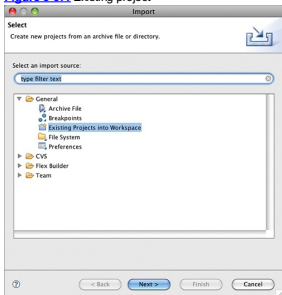 Existing project
Import
Select
Create new projects from an archive file or directory.
Select an import source:
type filter text
General
Archive File
Breakpoints
Existing Projects into Workspace
File System
Preferences
CVS
Flex Builder
Team
?
< Back
Next >
Finish
Cancel